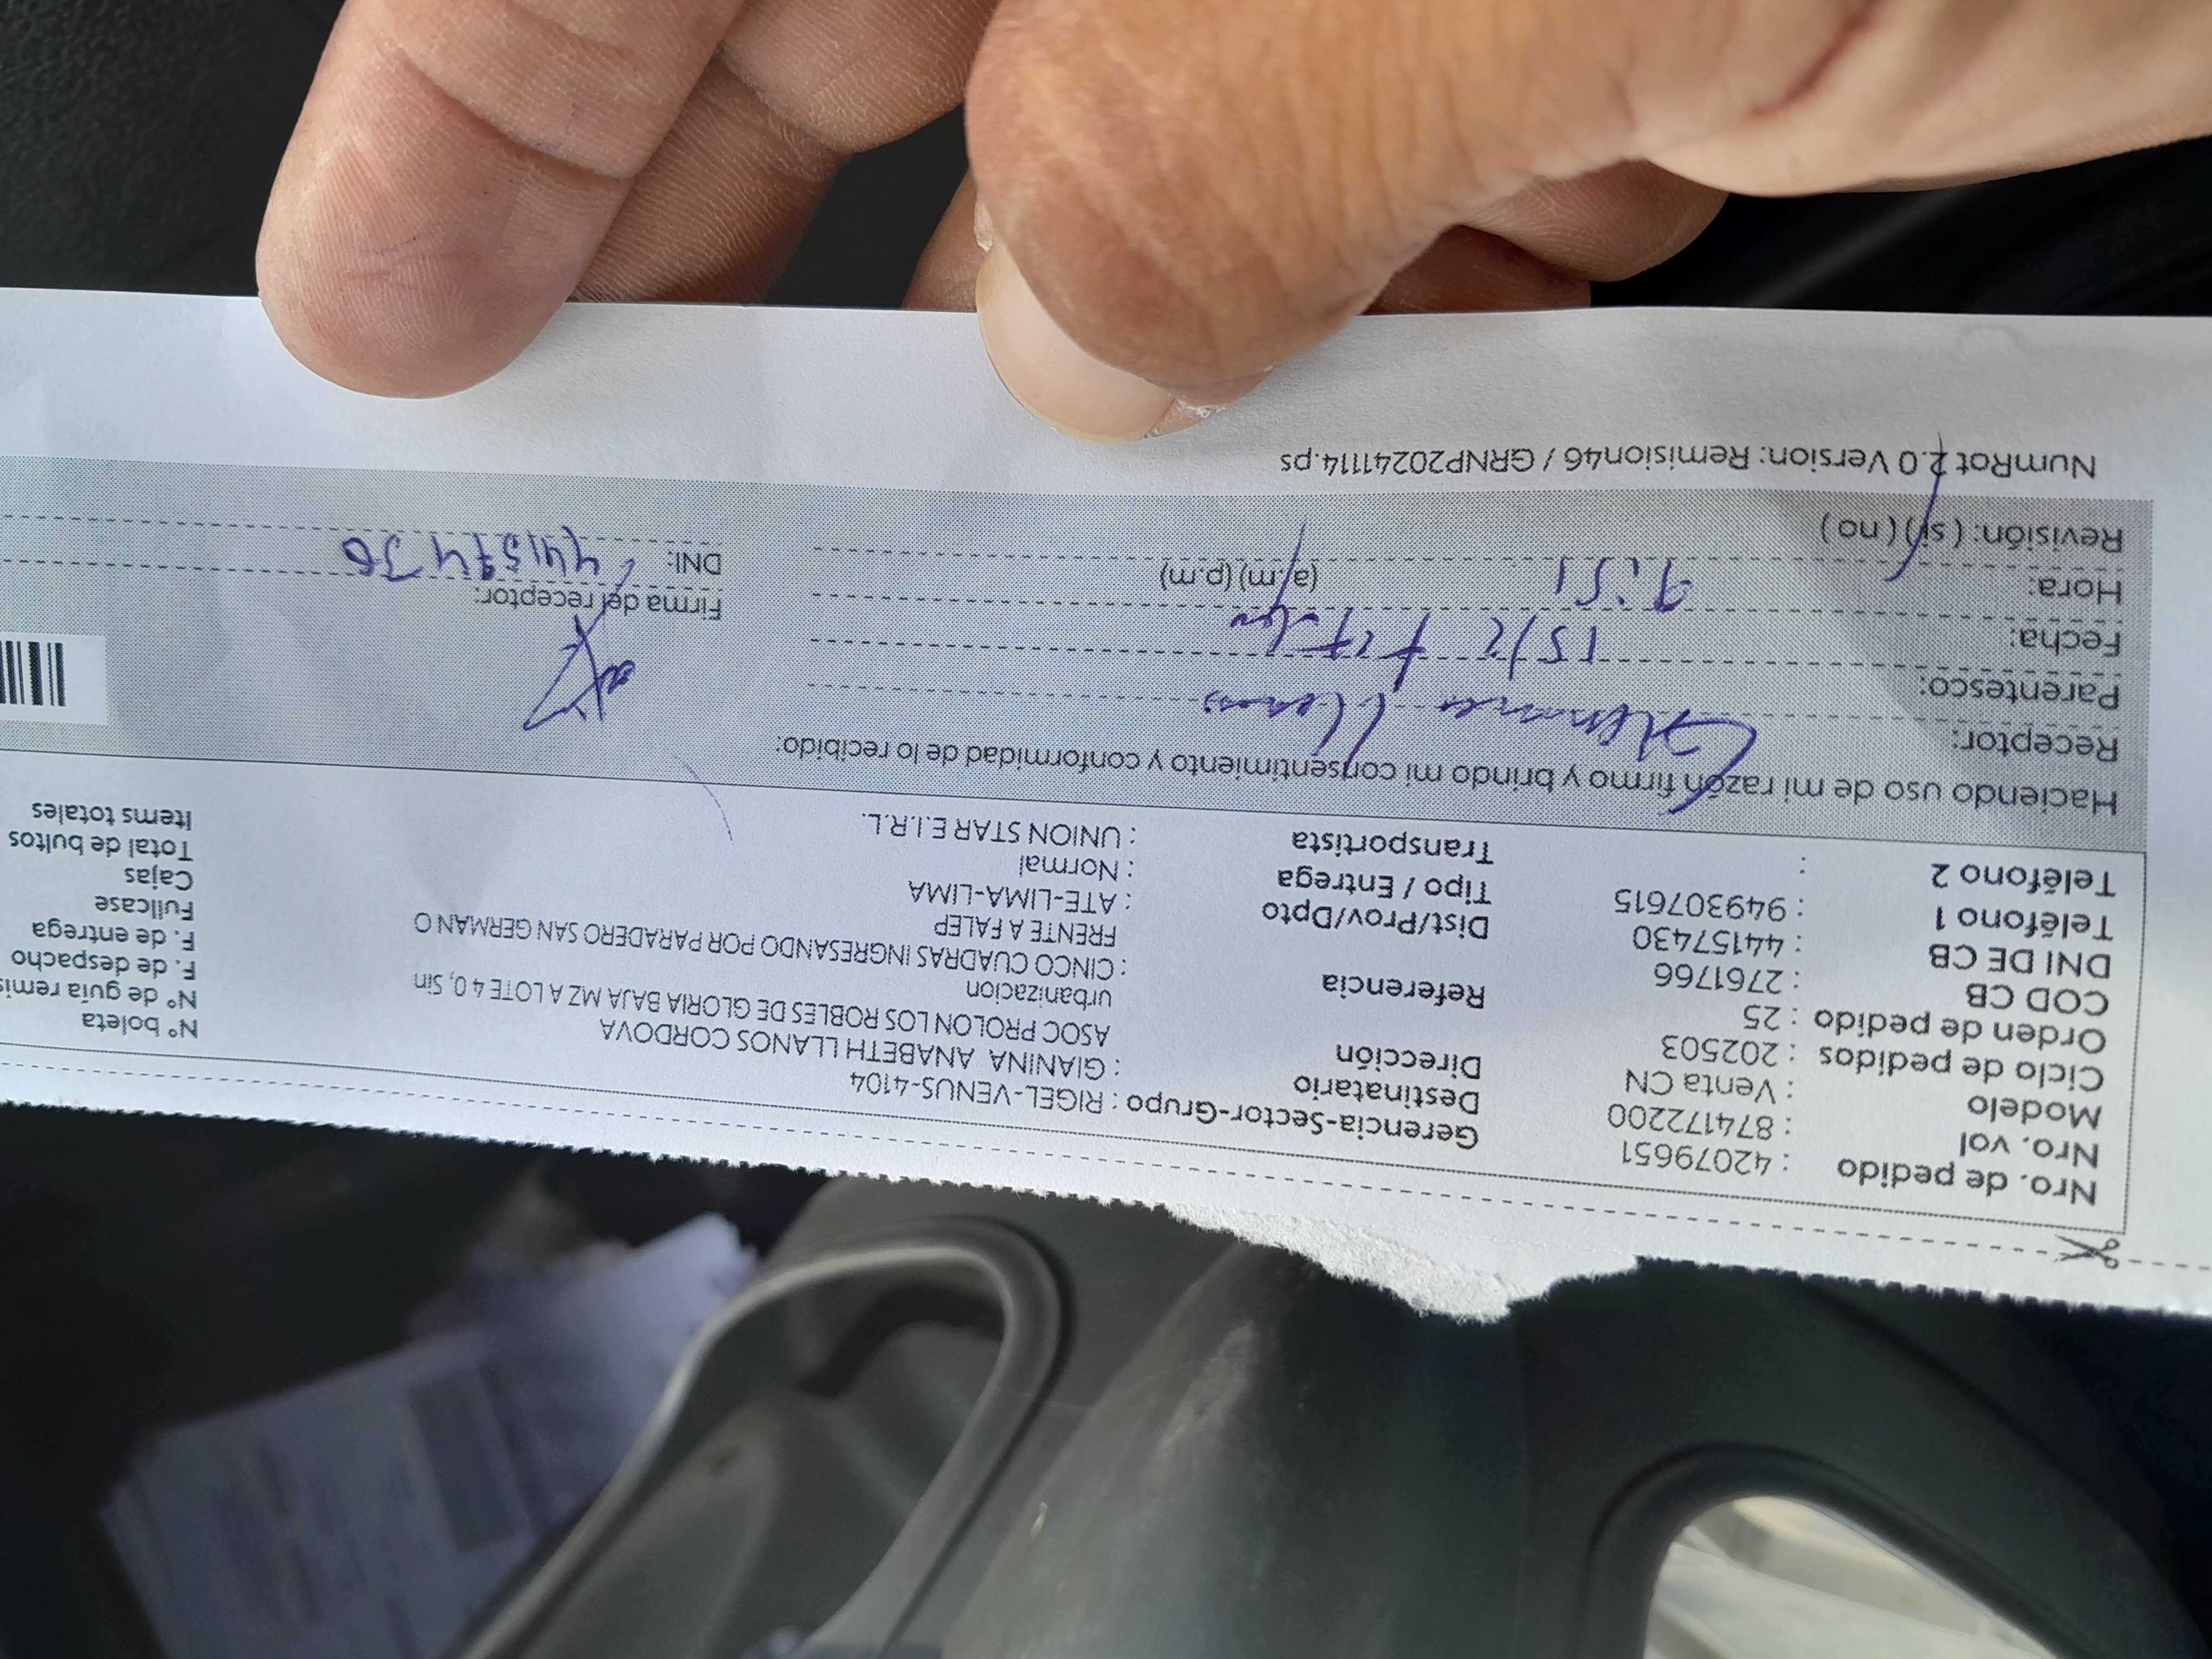 Nro. de pedido : 42079651 Gerencia-Sector-Grupo : RIGEL-VENUS-4104 N° boleta
Nro. vol : 874172200 Destinatario : GIANINA ANABETH LLANOS CORDOVA N° de guía remis
Modelo : Venta CN Dirección ASOC PROLON LOS ROBLES DE GLORIA BAJA MZ A LOTE 4 0, Sin F. de despacho
Ciclo de pedidos : 202503 urbanizacion F. de entrega
Orden de pedido : 25 Referencia : CINCO CUADRAS INGRESANDO POR PARADERO SAN GERMAN O Fullcase
COD CB : 2761766 FRENTE A FALEP Cajas
DNI DE CB : 44157430 Dist/Prov/Dpto : ATE-LIMA-LIMA Total de bultos
Teléfono 1 : 949307615 Tipo / Entrega : Normal Items totales
Teléfono 2 : Transportista : UNION STAR E.I.R.L.
Haciendo uso de mi razón firmo y brindo mi consentimiento y conformidad de lo recibido:
Receptor: Llanos
Parentesco:
Fecha: 15/2 Firma del receptor:
Hora: 9:51 (a.m) (p.m) DNI:
Revisión: ( si ) ( no )
NumRot 2.0 Version: Remision46 / GRNP20241114.ps